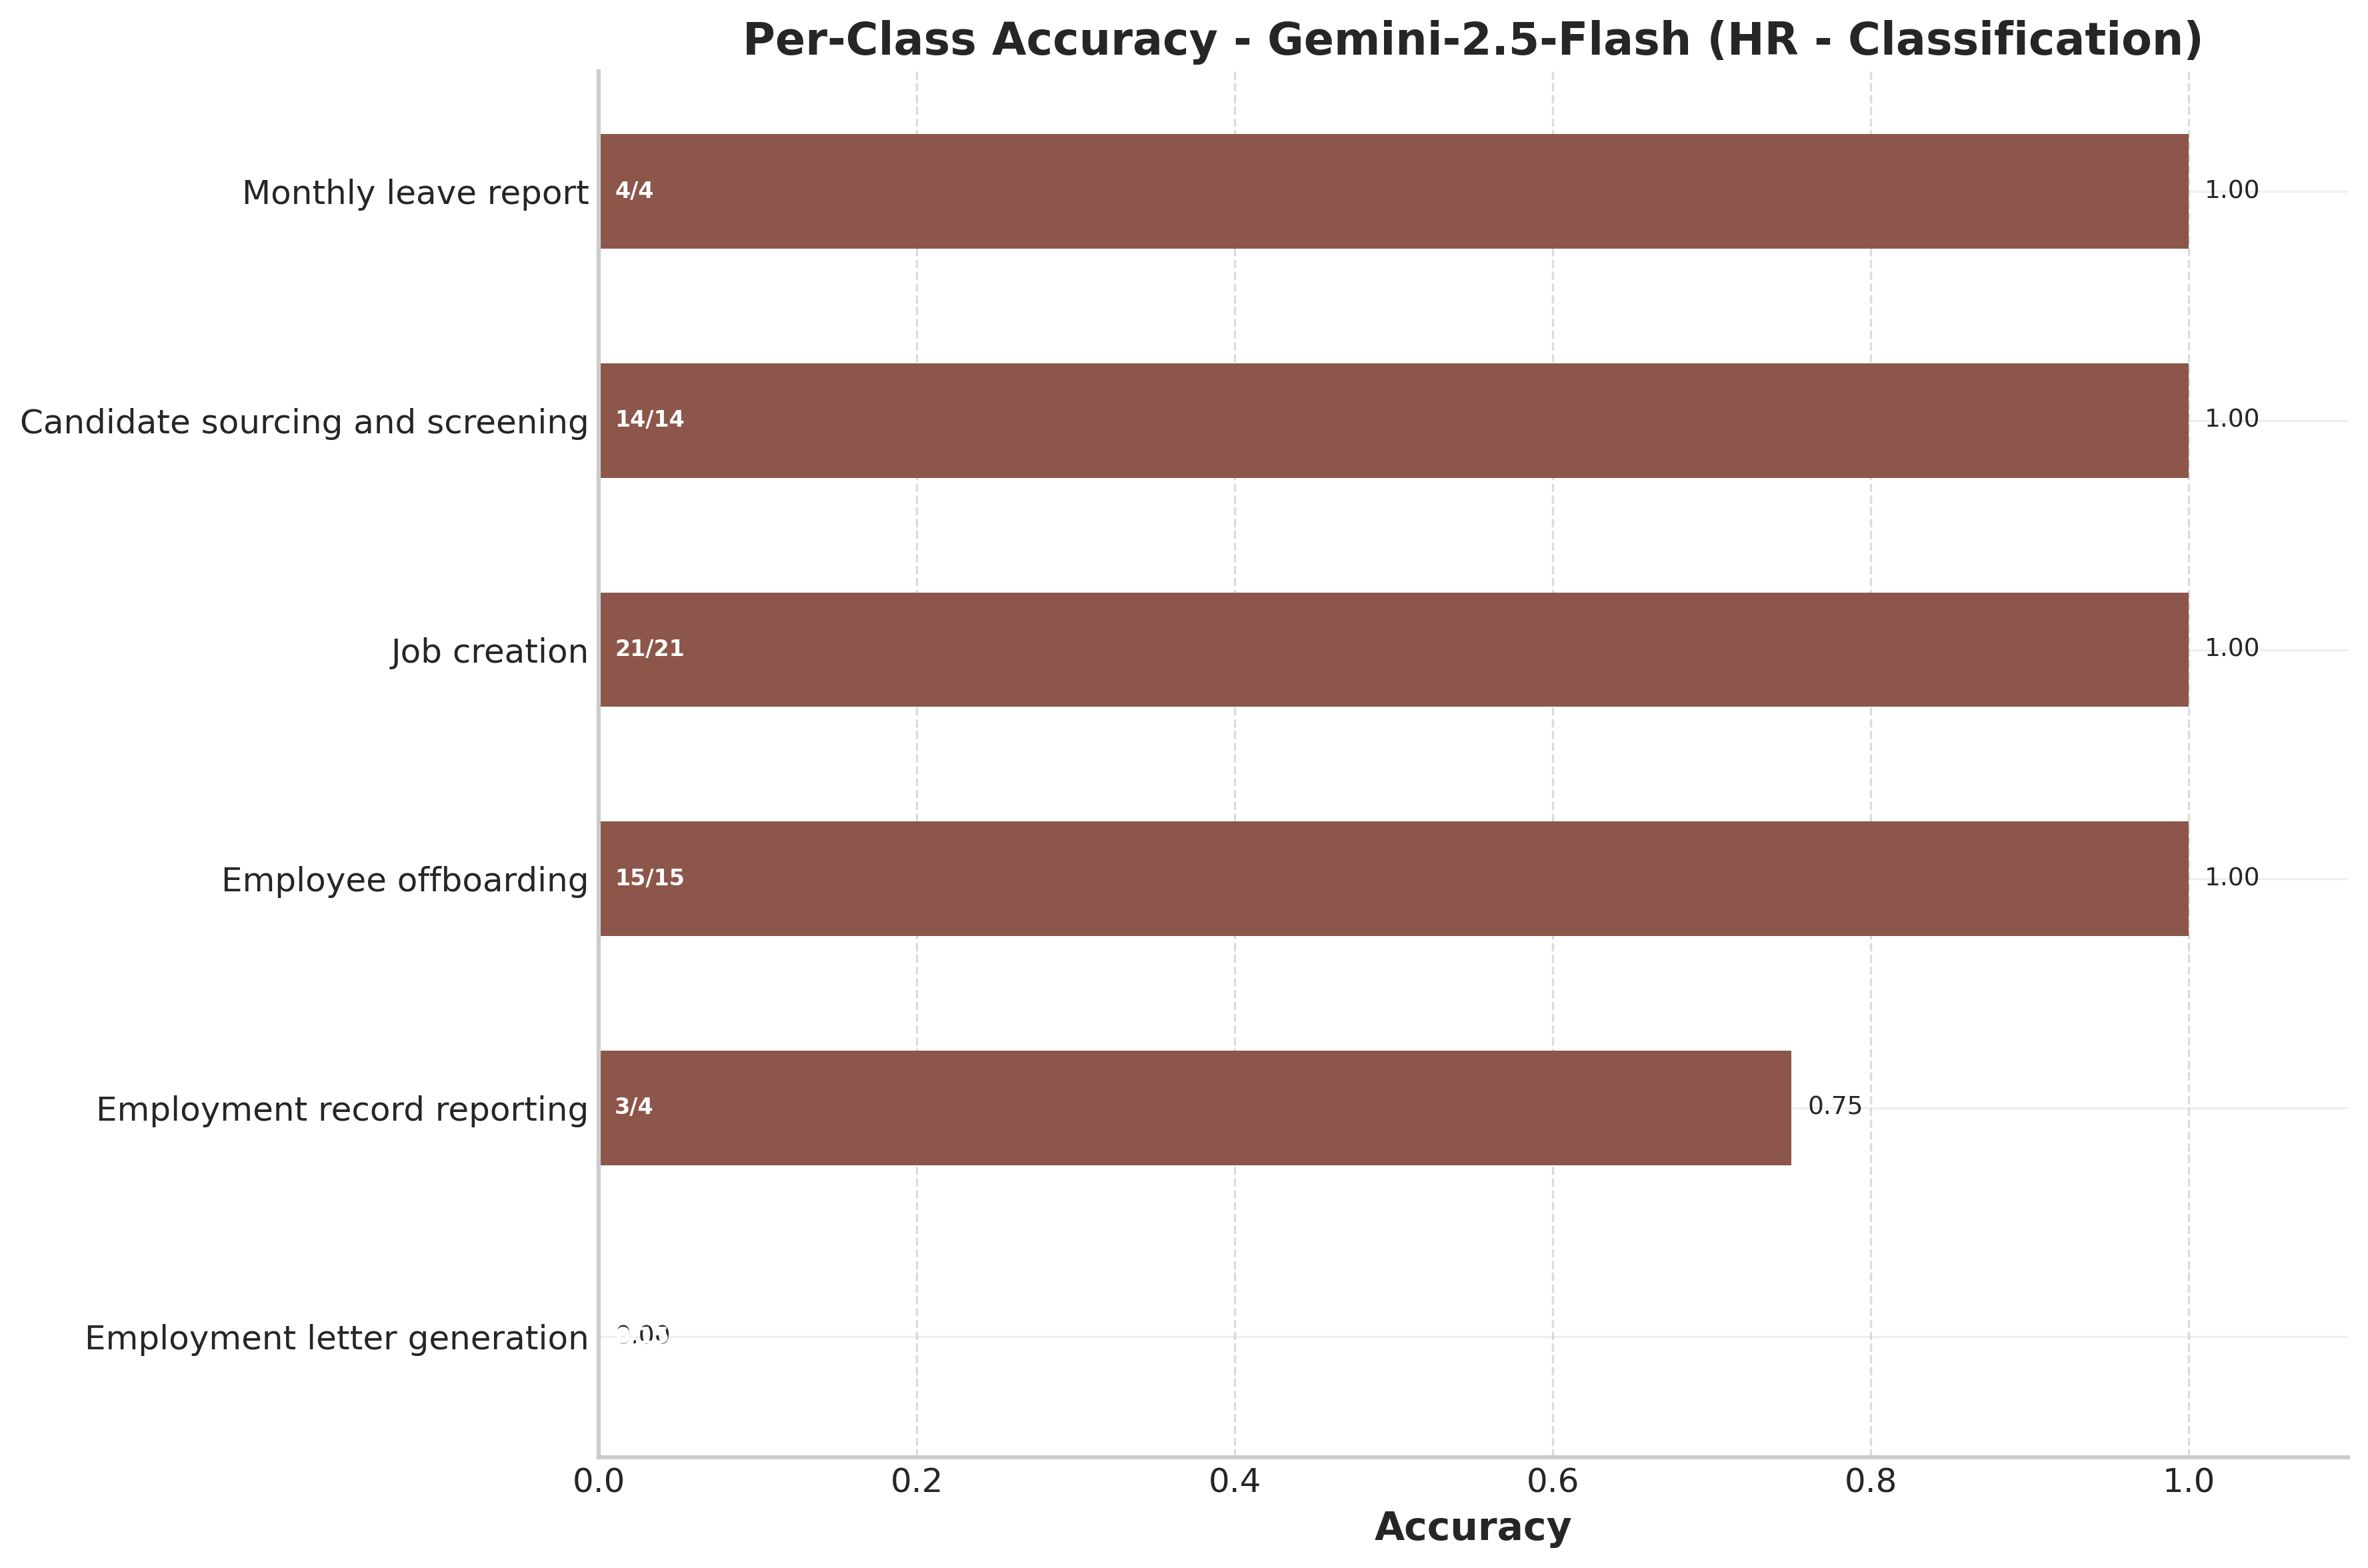 Per-Class Accuracy - Gemini-2.5-Flash (HR - Classification)
Monthly leave report 4/4 1.00
Candidate sourcing and screening 14/14 1.00
Job creation 21/21 1.00
Employee offboarding 15/15 1.00
Employment record reporting 3/4 0.75
Employment letter generation 0.00
0.0 0.2 0.4 0.6 0.8 1.0
Accuracy